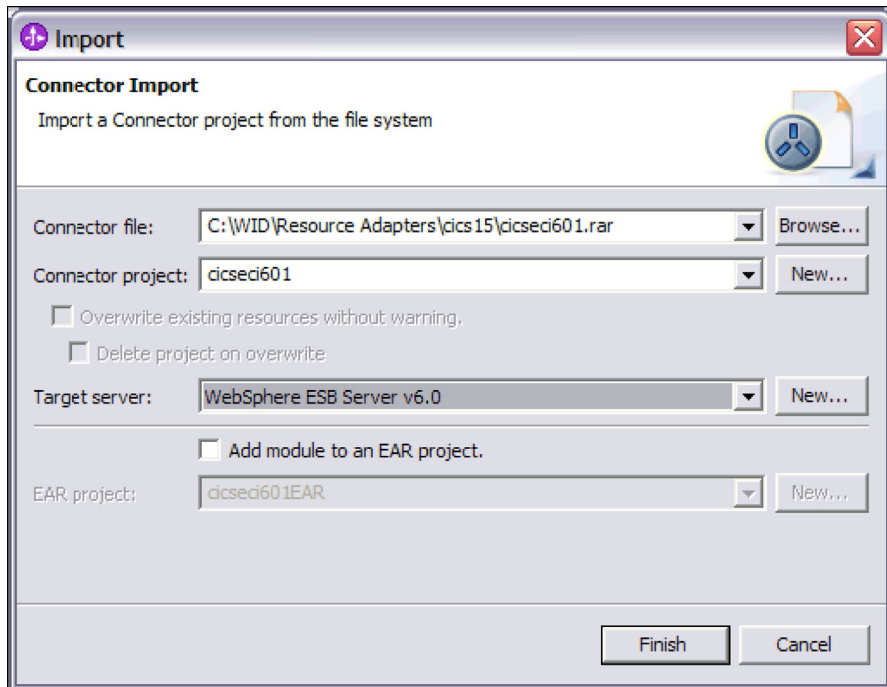 Import
Connector Import
Import a Connector project from the file system
Connector file: C:\WID\Resource Adapters\cics15\cicseci601.rar Browse...
Connector project: cicseci601 New...
Overwrite existing resources without warning.
Delete project on overwrite
Target server: WebSphere ESB Server v6.0 New...
Add module to an EAR project.
EAR project: cicseci601EAR New...
Finish Cancel